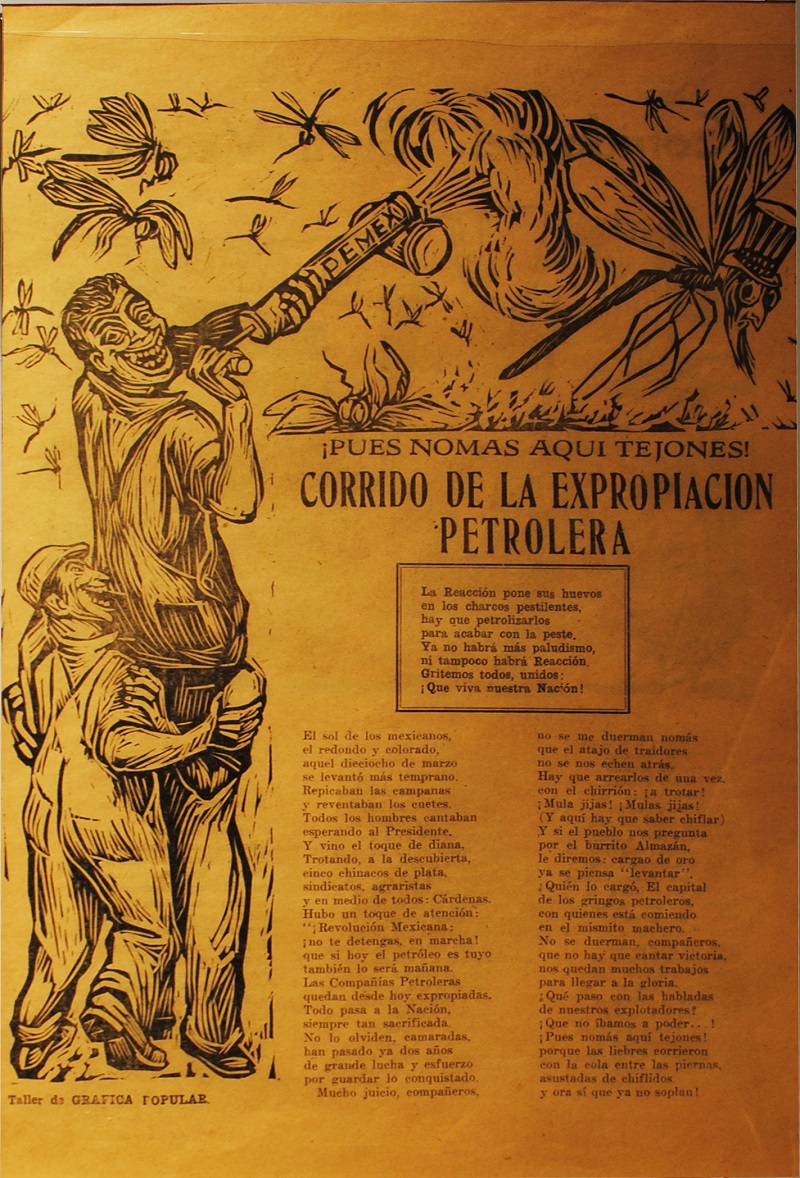 PEMEX
¡PUES NOMAS AQUI TEJONES!
CORRIDO DE LA EXPROPIACION
PETROLERA
La Reacción pone sus huevos
en los charcos pestilentes,
hay que petrolizarlos
para acabar con la peste.
Ya no habrá más paludismo,
ni tampoco habrá Reacción.
Gritemos todos, unidos:
¡Que viva nuestra Nación!
El sol de los mexicanos,
el redondo y colorado,
aquel dieciocho de marzo
se levantó más temprano.
Repicaban las campanas
y reventaban los cuetes.
Todos los hombres cantaban
esperando al Presidente.
Y vino el toque de diana.
Trotando, a la descubierta,
cinco chinacos de plata,
sindicatos, agraristas
y en medio de todos: Cárdenas.
Hubo un toque de atención:
"¡Revolución Mexicana:
¡no te detengas, en marcha!
que si hoy el petróleo es tuyo
también lo será mañana.
Las Compañías Petroleras
quedan desde hoy expropiadas.
Todo pasa a la Nación,
siempre tan sacrificada.
No lo olviden, camaradas,
han pasado ya dos años
de grande lucha y esfuerzo
por guardar lo conquistado.
Mucho juicio, compañeros,
no se me duerman nomás
que el atajo de traidores
no se nos echen atrás.
Hay que arrearlos de una vez,
con el chirrión: ¡a trotar!
¡Mula jijas! ¡Mulas jijas!
(Y aquí hay que saber chiflar)
Y si el pueblo nos pregunta
por el burrito Almazán,
le diremos: cargao de oro
ya se piensa "levantar".
¿Quién lo cargó, El capital
de los gringos petroleros,
con quienes está comiendo
en el mismito machero.
No se duerman, compañeros,
que no hay que cantar victoria,
nos quedan muchos trabajos
para llegar a la gloria.
¿Qué paso con las habladas
de nuestros explotadores?
¡Que no íbamos a poder...!
¡Pues nomás aquí tejones!
porque las liebres corrieron
con la cola entre las piernas,
asustadas de chiflidos
y ora sí que ya no soplan!
Taller de GRAFICA POPULAR.